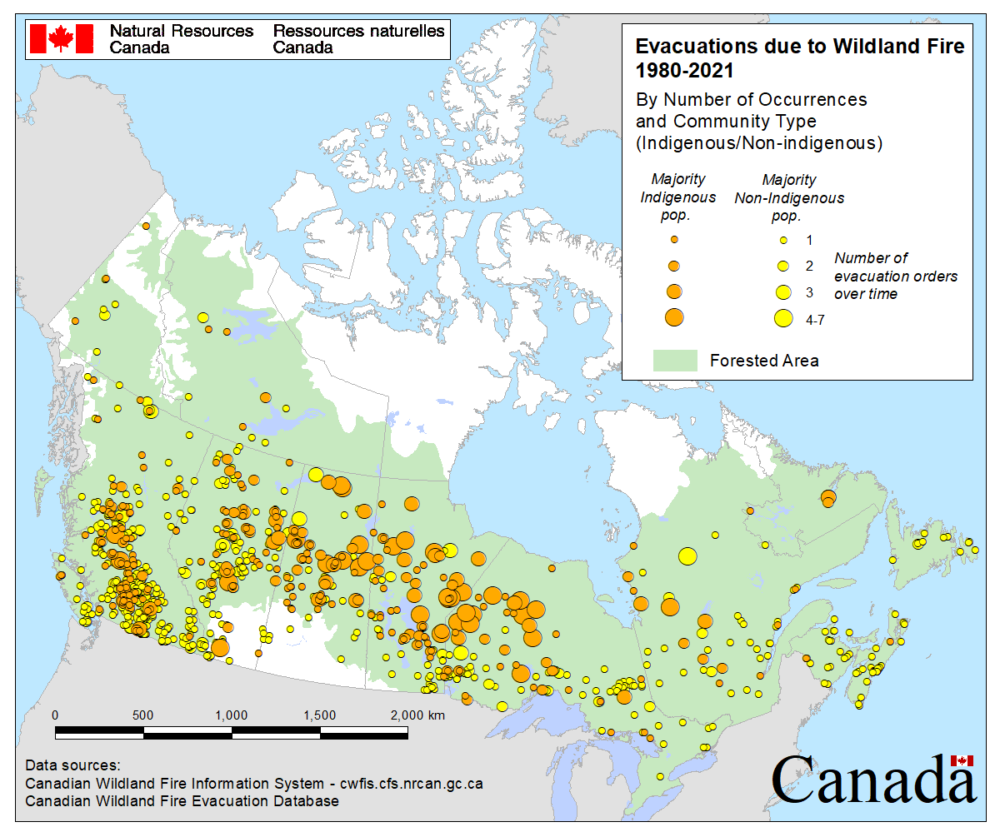 Natural Resources
Canada
Ressources naturelles
Canada
Evacuations due to Wildland Fire
1980-2021
By Number of Occurrences
and Community Type
(Indigenous/Non-indigenous)
Majority
Indigenous
pop.
Majority
Non-Indigenous
pop.
1
2
3
4-7
Number of
evacuation orders
over time
Forested Area
0 500 1,000 1,500 2,000 km
Data sources:
Canadian Wildland Fire Information System - cwfis.cfs.nrcan.gc.ca
Canadian Wildland Fire Evacuation Database
Canada